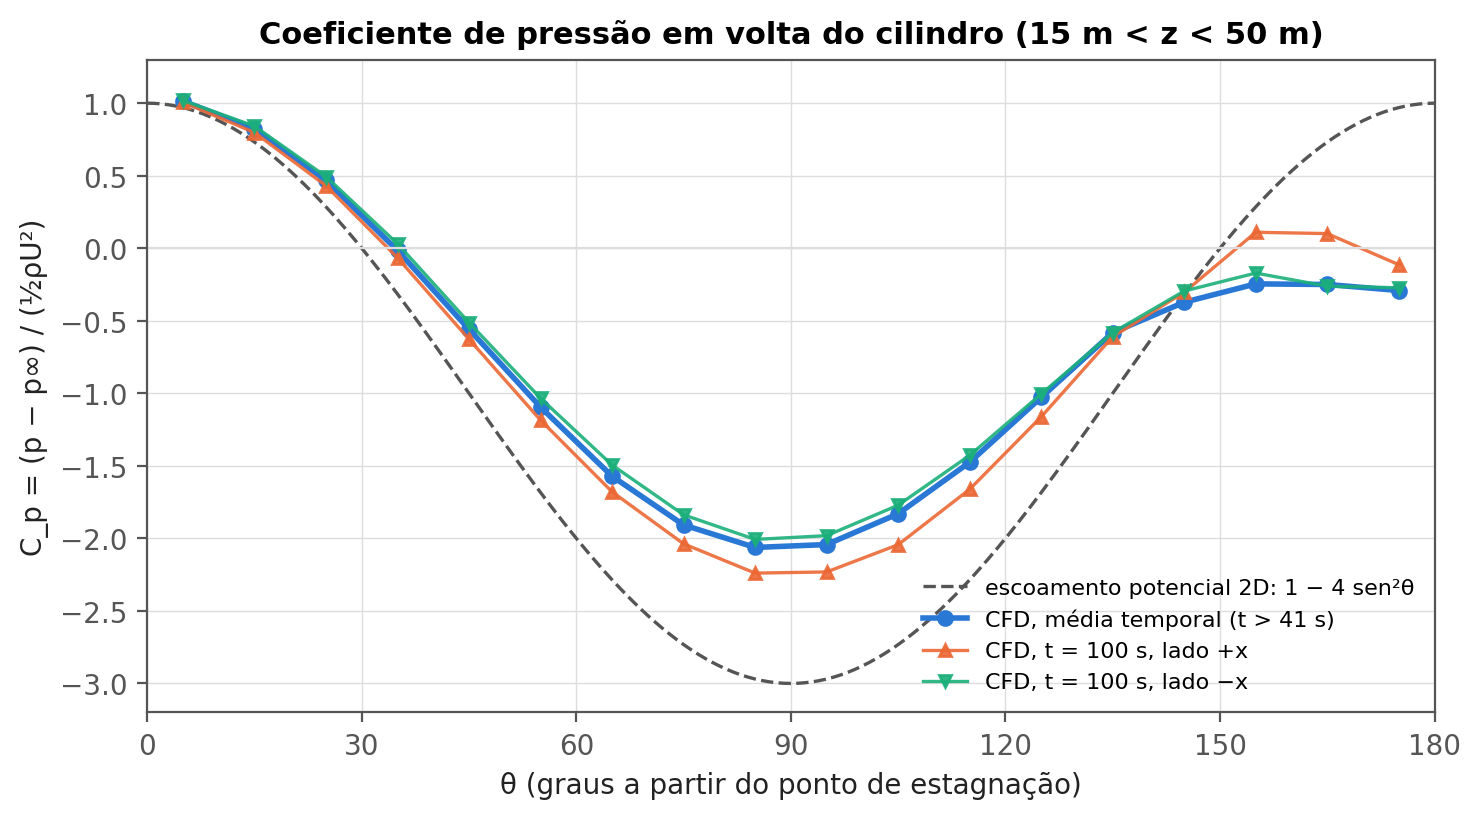 Coeficiente de pressão em volta do cilindro (15 m < z < 50 m)
C_p = (p − p∞) / (½ρU²)
1.0
0.5
0.0
−0.5
−1.0
−1.5
−2.0
−2.5
−3.0
escoamento potencial 2D: 1 − 4 sen²θ
CFD, média temporal (t > 41 s)
CFD, t = 100 s, lado +x
CFD, t = 100 s, lado −x
0 30 60 90 120 150 180
θ (graus a partir do ponto de estagnação)